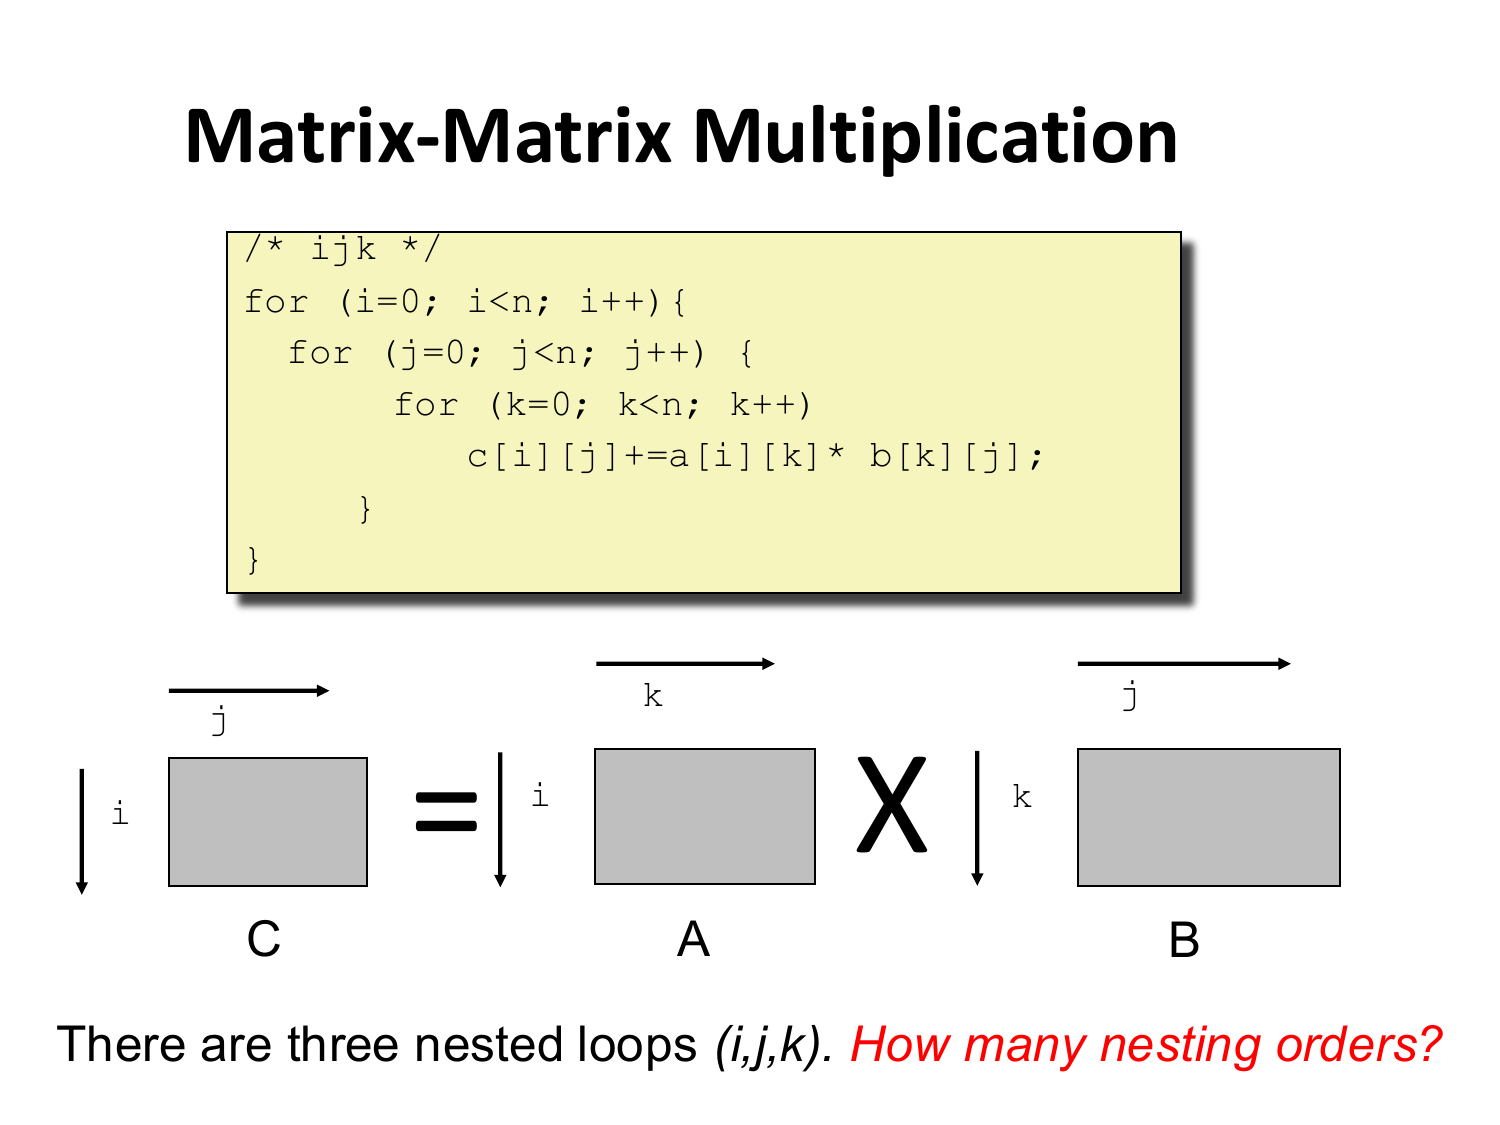 Matrix-Matrix Multiplication
/* ijk */
for (i=0; i<n; i++){
for (j=0; j<n; j++) {
for (k=0; k<n; k++)
c[i][j]+=a[i][k]* b[k][j];
}
}
j
k
j
i
=
i
X
k
C
A
B
There are three nested loops (i,j,k). How many nesting orders?